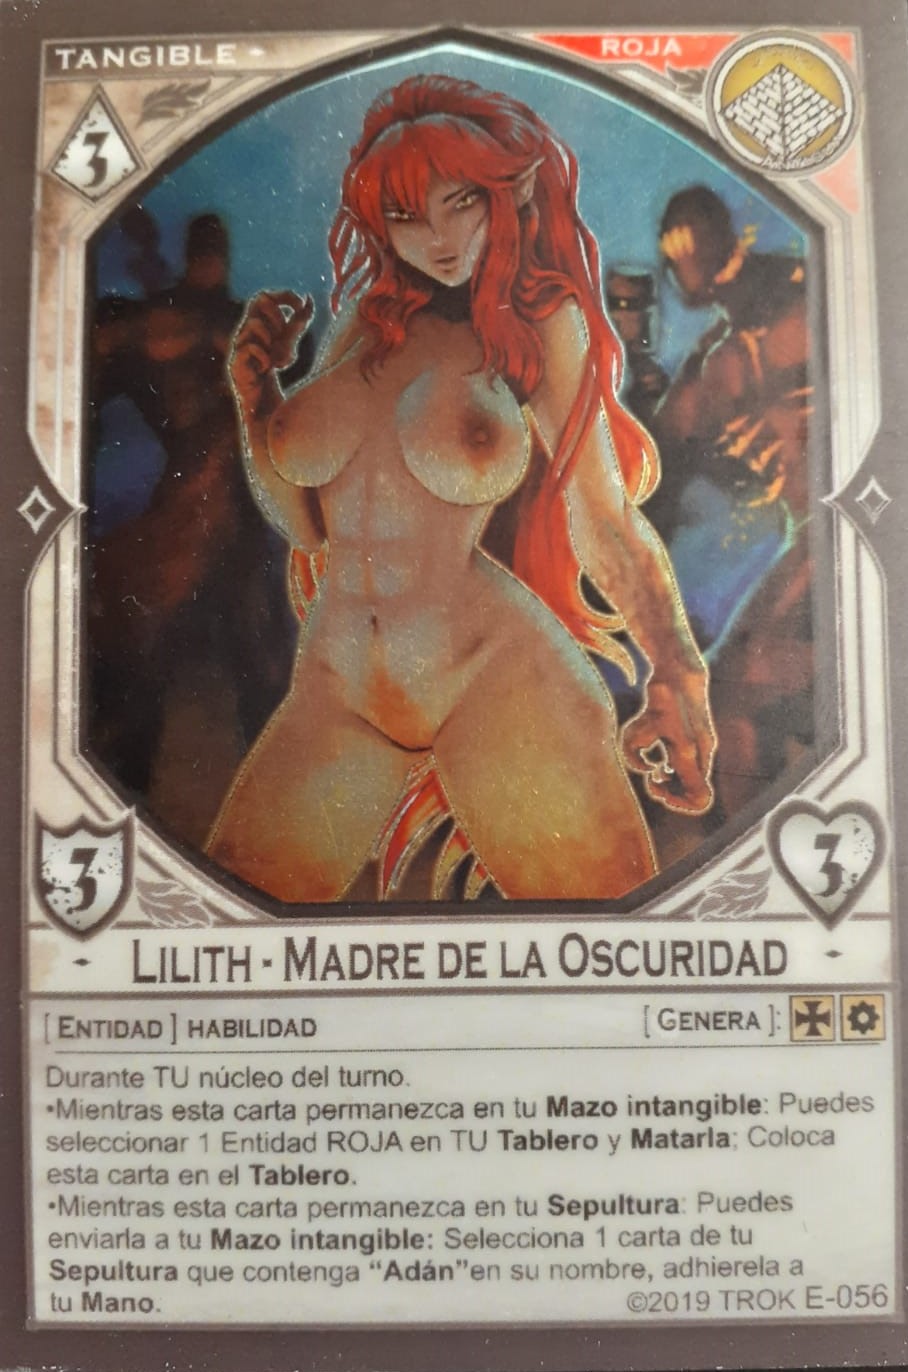 TANGIBLE
ROJA
3
3
3
LILITH · MADRE DE LA OSCURIDAD
[ ENTIDAD ] HABILIDAD
[ GENERA ]:
Durante TU núcleo del turno.
•Mientras esta carta permanezca en tu Mazo intangible: Puedes
seleccionar 1 Entidad ROJA en TU Tablero y Matarla; Coloca
esta carta en el Tablero.
•Mientras esta carta permanezca en tu Sepultura: Puedes
enviarla a tu Mazo intangible: Selecciona 1 carta de tu
Sepultura que contenga “Adán”en su nombre, adhierela a
tu Mano.
©2019 TROK E-056